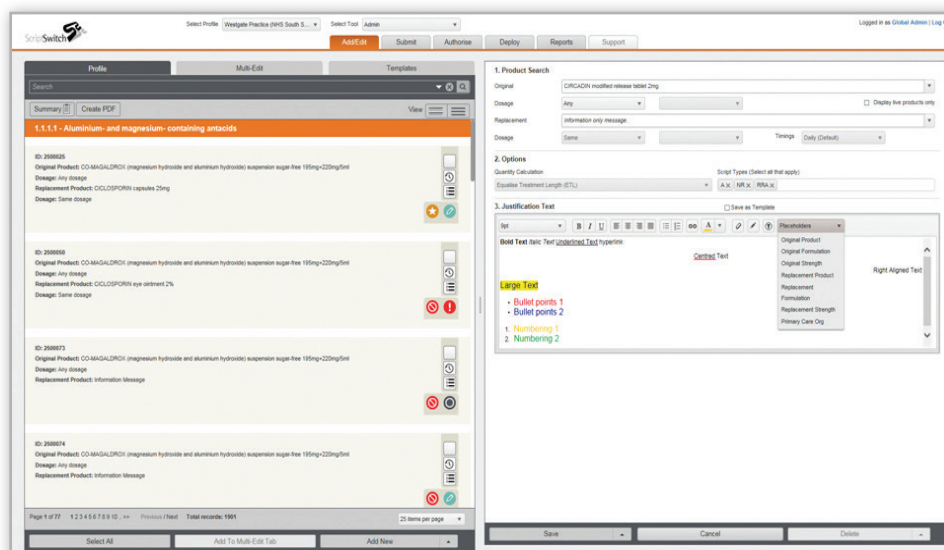 Select Profile Westgate Practice (NHS South S... Select Tool Admin
Logged in as Global Admin | Log
ScriptSwitch
Add/Edit Submit Authorise Deploy Reports Support
Profile Multi-Edit Templates
Search
Summary Create PDF View
1.1.1.1 - Aluminium- and magnesium- containing antacids
ID: 2500025
Original Product: CO-MAGALDROX (magnesium hydroxide and aluminium hydroxide) suspension sugar-free 195mg+220mg/5ml
Dosage: Any dosage
Replacement Product: CICLOSPORIN capsules 25mg
Dosage: Same dosage
ID: 2500050
Original Product: CO-MAGALDROX (magnesium hydroxide and aluminium hydroxide) suspension sugar-free 195mg+220mg/5ml
Dosage: Any dosage
Replacement Product: CICLOSPORIN eye ointment 2%
Dosage: Same dosage
ID: 2500073
Original Product: CO-MAGALDROX (magnesium hydroxide and aluminium hydroxide) suspension sugar-free 195mg+220mg/5ml
Dosage: Any dosage
Replacement Product: Information Message
ID: 2500074
Original Product: CO-MAGALDROX (magnesium hydroxide and aluminium hydroxide) suspension sugar-free 195mg+220mg/5ml
Dosage: Any dosage
Replacement Product: Information Message
Page 1 of 77 1 2 3 4 5 6 7 8 9 10 .. >> Previous / Next Total records: 1901 25 items per page
Select All Add To Multi-Edit Tab Add New
1. Product Search
Original CIRCADIN modified release tablet 2mg
Dosage Any Display live products only
Replacement Information only message
Dosage Same Timings Daily (Default)
2. Options
Quantity Calculation Script Types (Select all that apply)
Equalise Treatment Length (ETL) A x NR x RRA x
3. Justification Text Save as Template
9pt B I U A Placeholders
Bold Text Italic Text Underlined Text hyperlink
Centred Text
Right Aligned Text
Large Text
• Bullet points 1
• Bullet points 2
1. Numbering 1
2. Numbering 2
Original Product
Original Formulation
Original Strength
Replacement Product
Replacement
Formulation
Replacement Strength
Primary Care Org
Save Cancel Delete